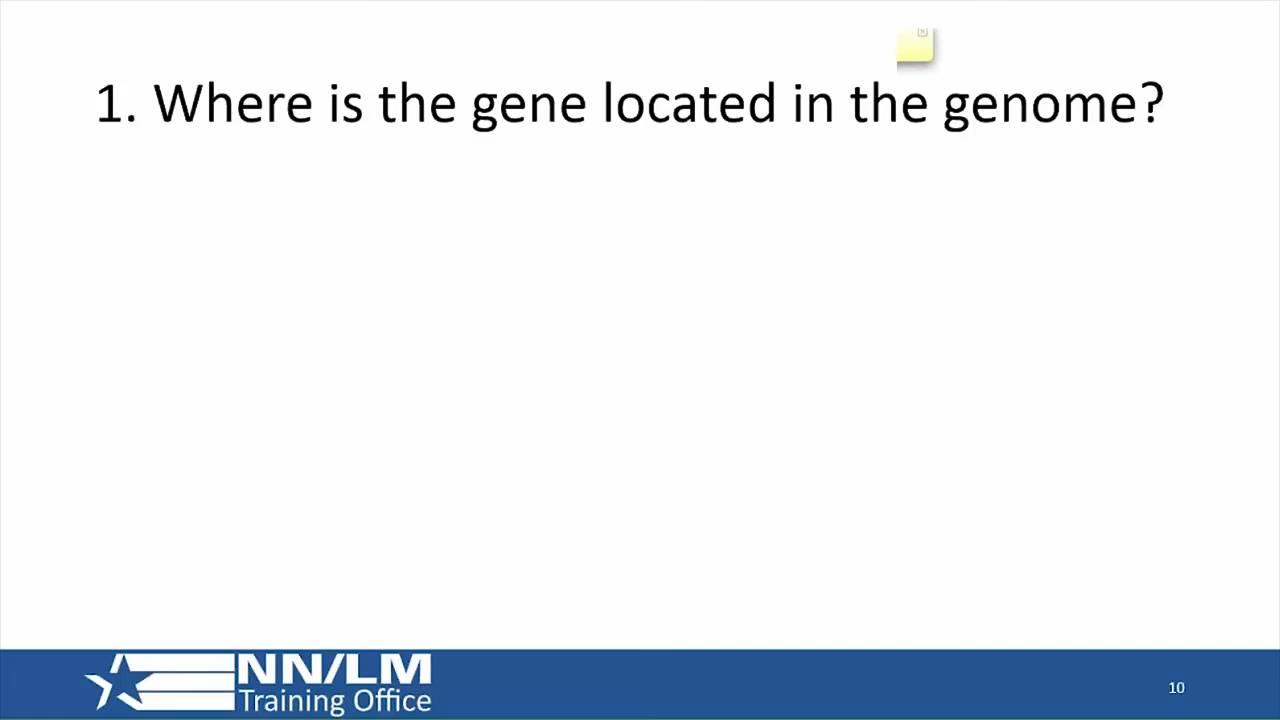 1. Where is the gene located in the genome?
NN/LM
Training Office
10